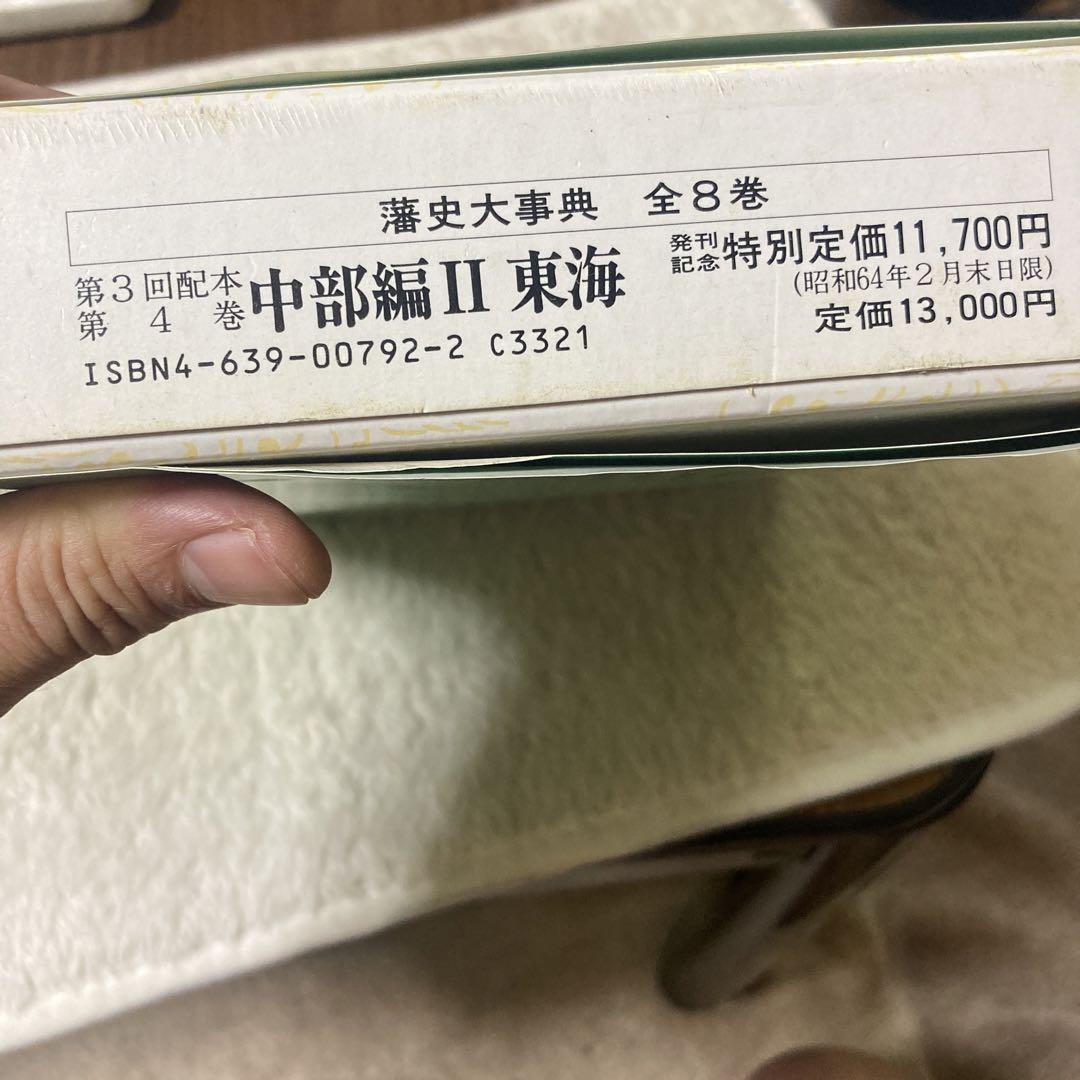 藩史大事典　全8巻
第3回配本
第4巻
中部編II 東海
ISBN4-639-00792-2 C3321
発刊記念 特別定価11,700円
(昭和64年2月末日限)
定価13,000円